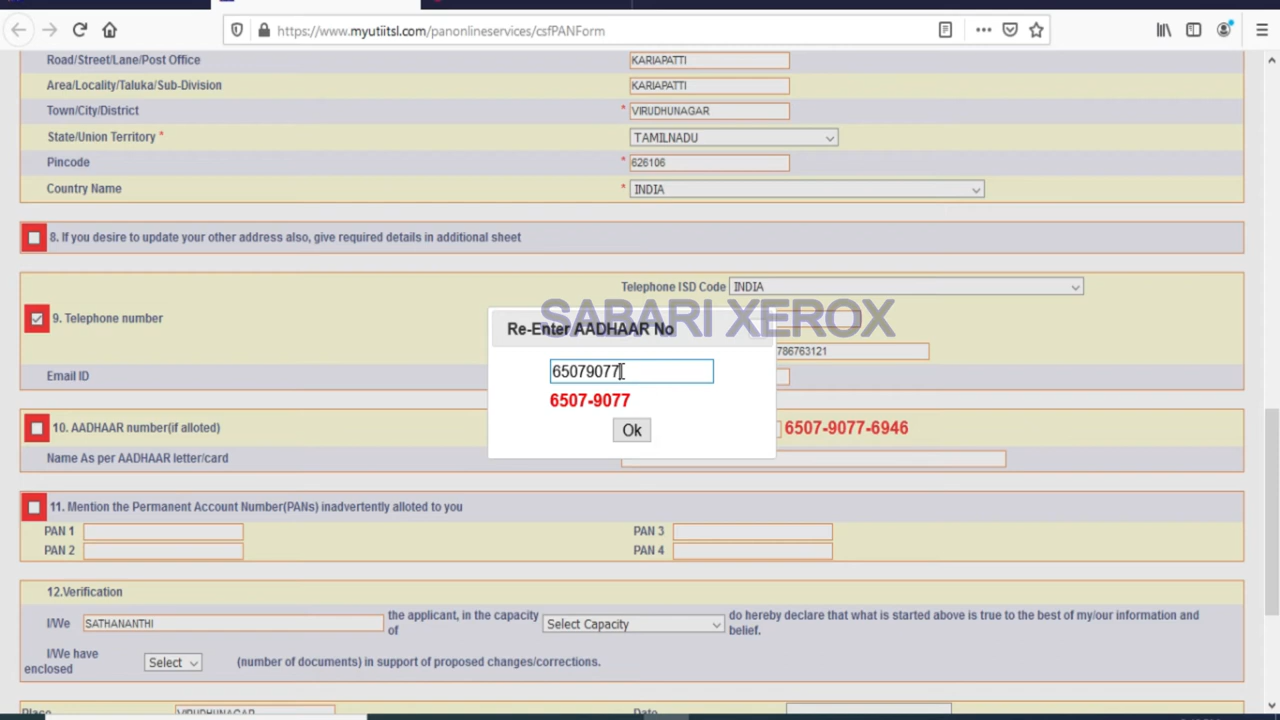 https://www.myutiitsl.com/panonlineservices/csfPANForm
Road/Street/Lane/Post Office KARIAPATTI
Area/Locality/Taluka/Sub-Division KARIAPATTI
Town/City/District * VIRUDHUNAGAR
State/Union Territory * TAMILNADU
Pincode * 626106
Country Name * INDIA
8. If you desire to update your other address also, give required details in additional sheet
Telephone ISD Code INDIA
9. Telephone number
SABARI XEROX
Re-Enter AADHAAR No
786763121
65079077
Email ID
6507-9077
10. AADHAAR number(if alloted) 6507-9077-6946
Ok
Name As per AADHAAR letter/card
11. Mention the Permanent Account Number(PANs) inadvertently alloted to you
PAN 1 PAN 3
PAN 2 PAN 4
12.Verification
I/We SATHANANTHI the applicant, in the capacity of Select Capacity do hereby declare that what is started above is true to the best of my/our information and belief.
I/We have enclosed Select (number of documents) in support of proposed changes/corrections.
Place VIRUDHUNAGAR Date